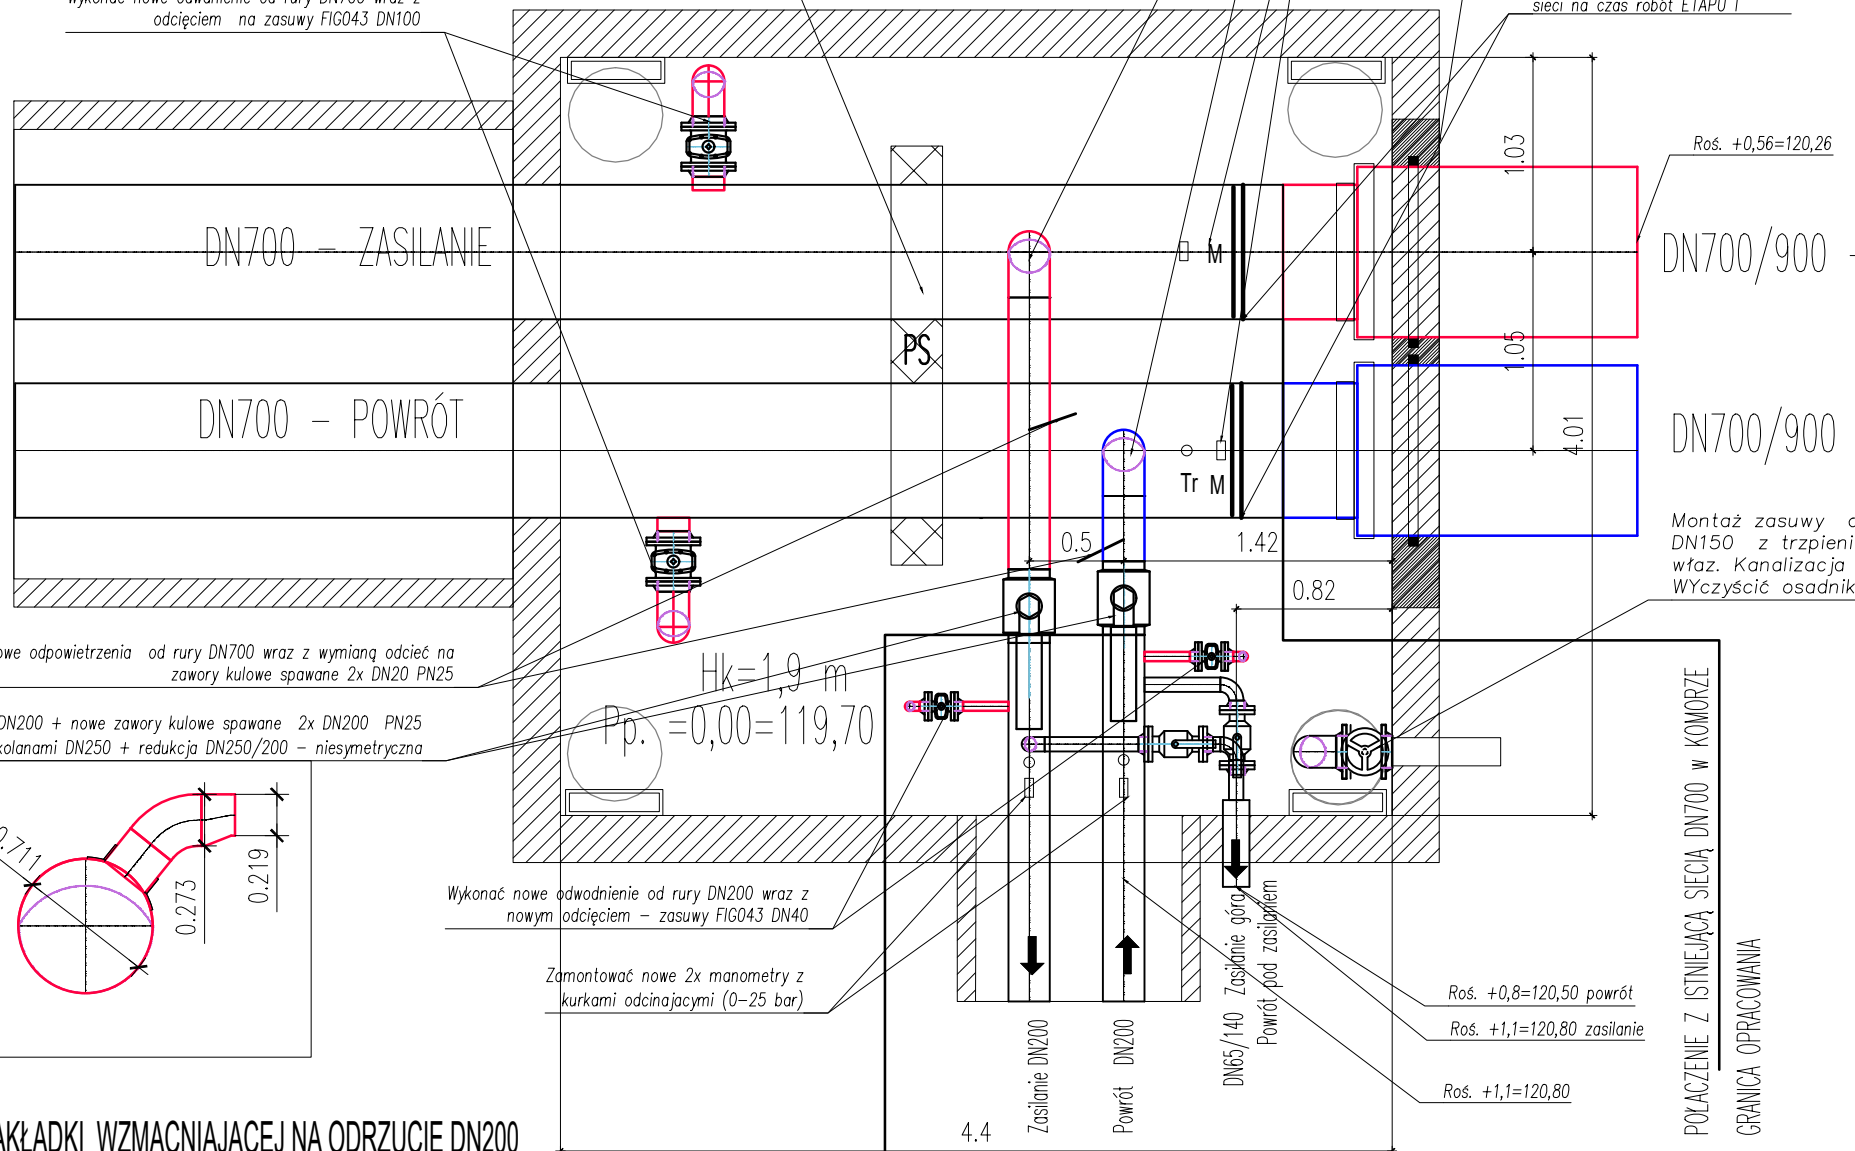 wykonać nowe odwodnienie od rury DN700 wraz z
odcięciem na zasuwy FIG043 DN100
sieci na czas robót ETAPU I
Roś. +0,56=120,26
1.03
DN700 - ZASILANIE
M
DN700/900 -
PS
1.05
DN700 - POWRÓT
4.01
DN700/900
Tr M
0.5
1.42
0.82
Montaż zasuwy
DN150 z trzpieni
właz. Kanalizacja
WYczyścić osadnik
owe odpowietrzenia od rury DN700 wraz z wymianą odcieć na
zawory kulowe spawane 2x DN20 PN25
Hk=1,9 m
Pp. =0,00=119,70
DN200 + nowe zawory kulowe spawane 2x DN200 PN25
kolanami DN250 + redukcja DN250/200 - niesymetryczna
0.711
0.273
0.219
Wykonać nowe odwodnienie od rury DN200 wraz z
nowym odcięciem - zasuwy FIG043 DN40
Zamontować nowe 2x manometry z
kurkami odcinajacymi (0-25 bar)
Zasilanie DN200
Powrót DN200
DN65/140 Zasilanie góra
Powrót pod zasilaniem
Roś. +0,8=120,50 powrót
Roś. +1,1=120,80 zasilanie
Roś. +1,1=120,80
POŁACZENIE Z ISTNIEJĄCĄ SIECIĄ DN700 w KOMORZE
GRANICA OPRACOWANIA
4.4
AKŁADKI WZMACNIAJACEJ NA ODRZUCIE DN200